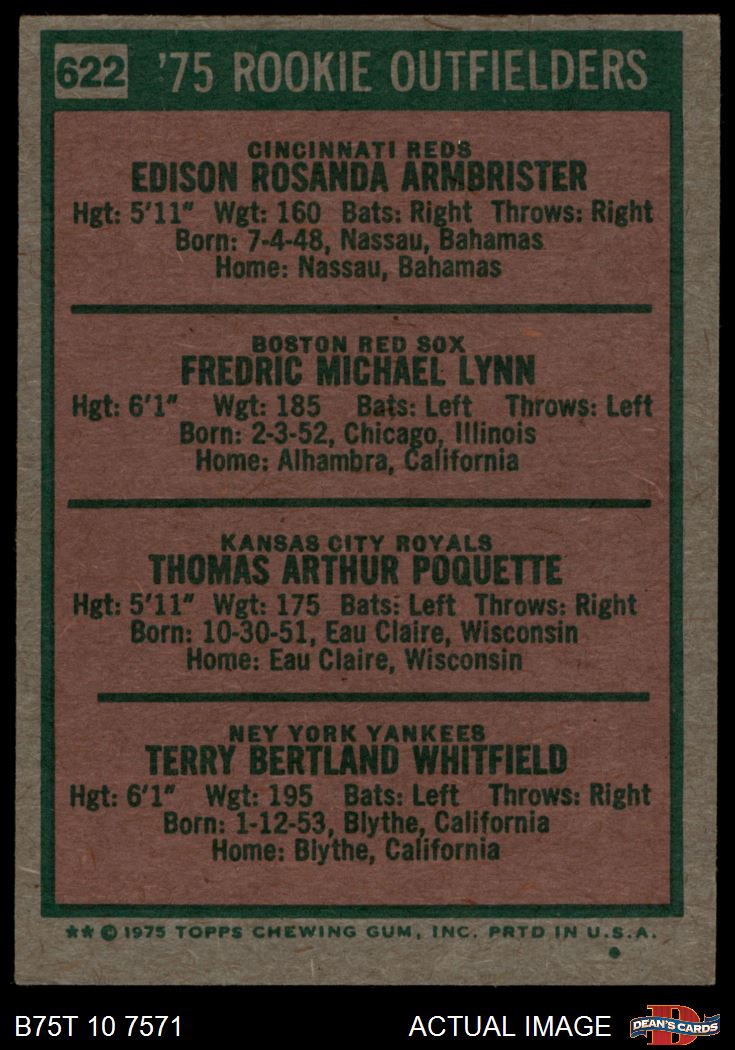 622 '75 ROOKIE OUTFIELDERS
CINCINNATI REDS
EDISON ROSANDA ARMBRISTER
Hgt: 5'11" Wgt: 160 Bats: Right Throws: Right
Born: 7-4-48, Nassau, Bahamas
Home: Nassau, Bahamas
BOSTON RED SOX
FREDRIC MICHAEL LYNN
Hgt: 6'1" Wgt: 185 Bats: Left Throws: Left
Born: 2-3-52, Chicago, Illinois
Home: Alhambra, California
KANSAS CITY ROYALS
THOMAS ARTHUR POQUETTE
Hgt: 5'11" Wgt: 175 Bats: Left Throws: Right
Born: 10-30-51, Eau Claire, Wisconsin
Home: Eau Claire, Wisconsin
NEY YORK YANKEES
TERRY BERTLAND WHITFIELD
Hgt: 6'1" Wgt: 195 Bats: Left Throws: Right
Born: 1-12-53, Blythe, California
Home: Blythe, California
** © 1975 TOPPS CHEWING GUM, INC. PRTD IN U.S.A.
B75T 10 7571 ACTUAL IMAGE DEAN'S CARDS